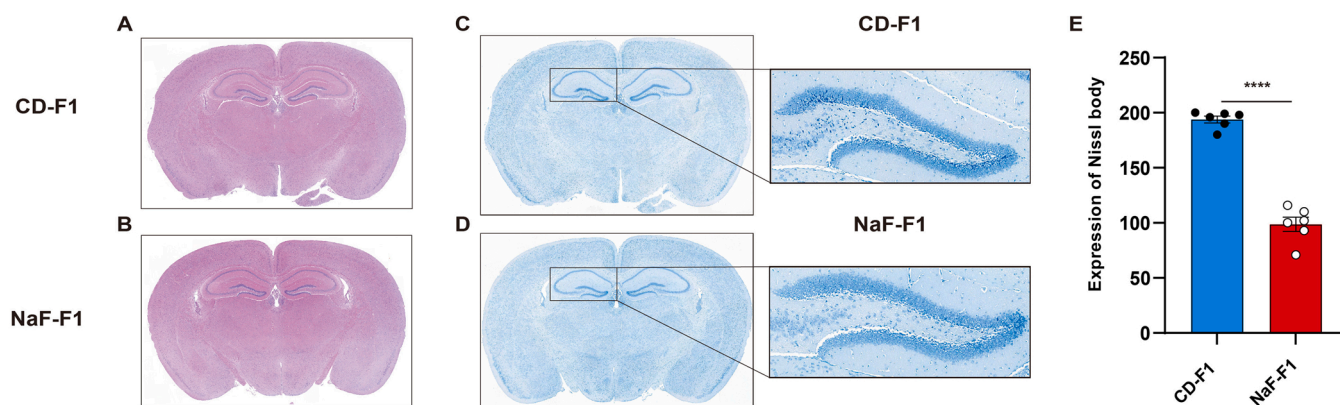 A
C
CD-F1
E
CD-F1
B
D
NaF-F1
NaF-F1
Expression of Nissl body
250
200
150
100
50
0
****
CD-F1
NaF-F1